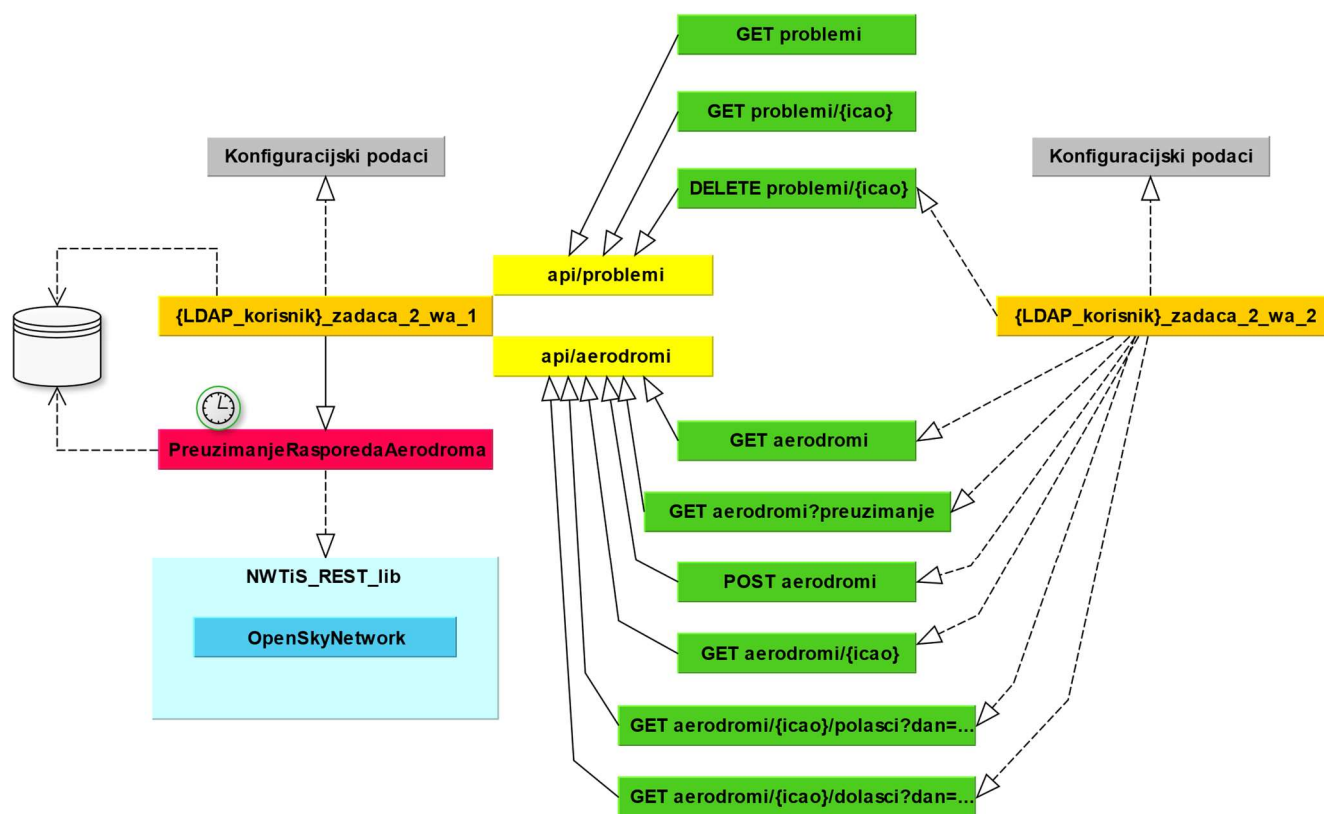 GET problemi
GET problemi/{icao}
Konfiguracijski podaci
Konfiguracijski podaci
DELETE problemi/{icao}
api/problemi
{LDAP_korisnik}_zadaca_2_wa_1
{LDAP_korisnik}_zadaca_2_wa_2
api/aerodromi
GET aerodromi
PreuzimanjeRasporedaAerodroma
GET aerodromi?preuzimanje
NWTiS_REST_lib
POST aerodromi
OpenSkyNetwork
GET aerodromi/{icao}
GET aerodromi/{icao}/polasci?dan=...
GET aerodromi/{icao}/dolasci?dan=...